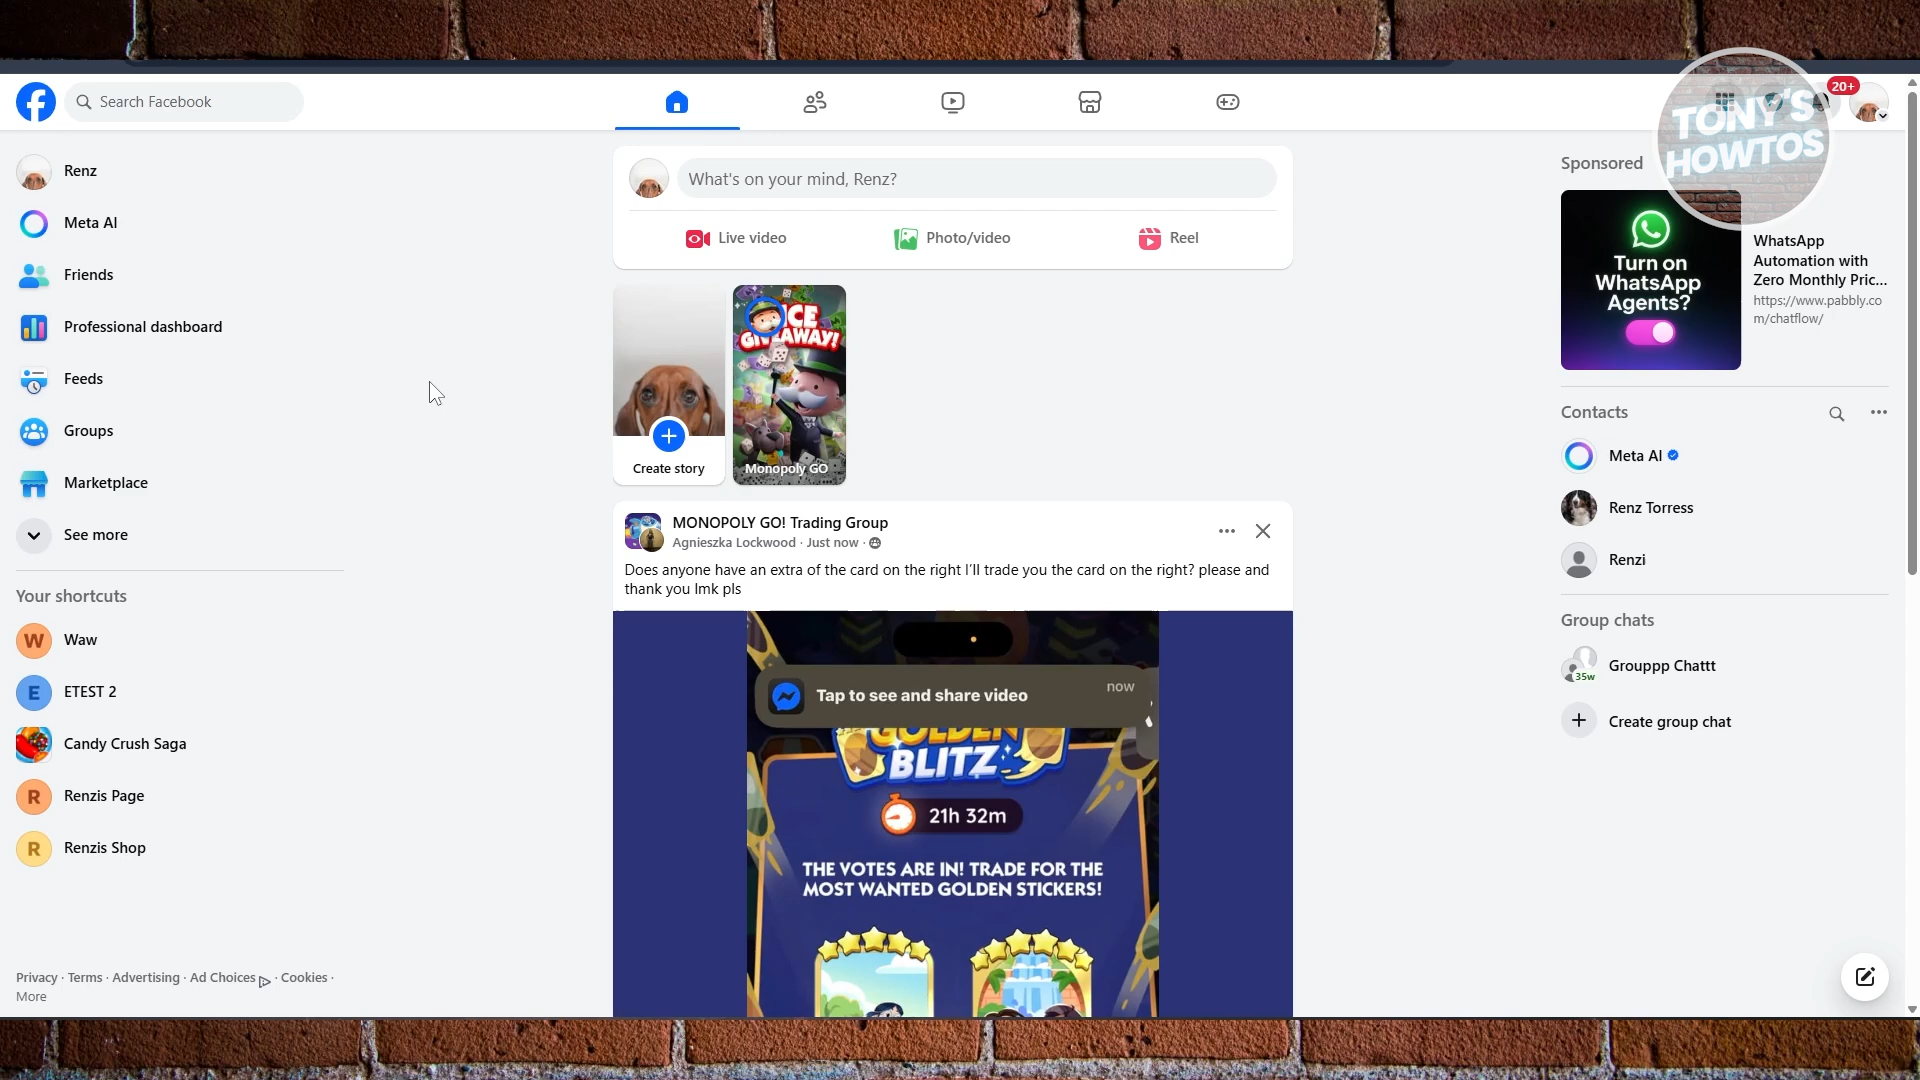 Search Facebook
20+
TONY'S
HOWTOS
Renz
Meta AI
Friends
Professional dashboard
Feeds
Groups
Marketplace
See more
Your shortcuts
W
Waw
E
ETEST 2
Candy Crush Saga
R
Renzis Page
R
Renzis Shop
Privacy · Terms · Advertising · Ad Choices · Cookies ·
More
What's on your mind, Renz?
Live video
Photo/video
Reel
Create story
GIVEAWAY!
Monopoly GO
MONOPOLY GO! Trading Group
Agnieszka Lockwood · Just now ·
Does anyone have an extra of the card on the right I'll trade you the card on the right? please and
thank you lmk pls
Tap to see and share video
now
GOLDEN
BLITZ
21h 32m
THE VOTES ARE IN! TRADE FOR THE
MOST WANTED GOLDEN STICKERS!
Sponsored
Turn on
WhatsApp
Agents?
WhatsApp
Automation with
Zero Monthly Pric...
https://www.pabbly.co
m/chatflow/
Contacts
Meta AI
Renz Torress
Renzi
Group chats
35w
Grouppp Chattt
Create group chat